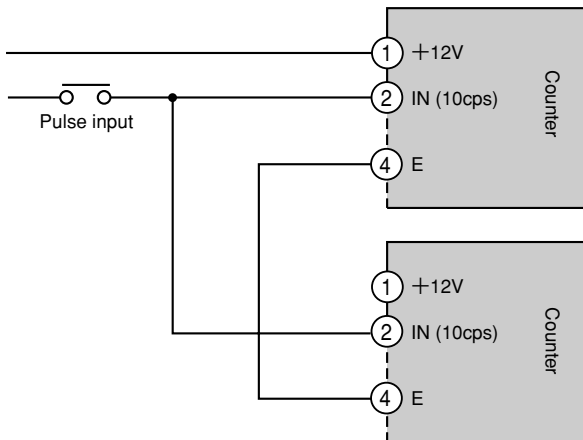 1 +12V
2 IN (10cps)
Pulse input
4 E
Counter
1 +12V
2 IN (10cps)
4 E
Counter